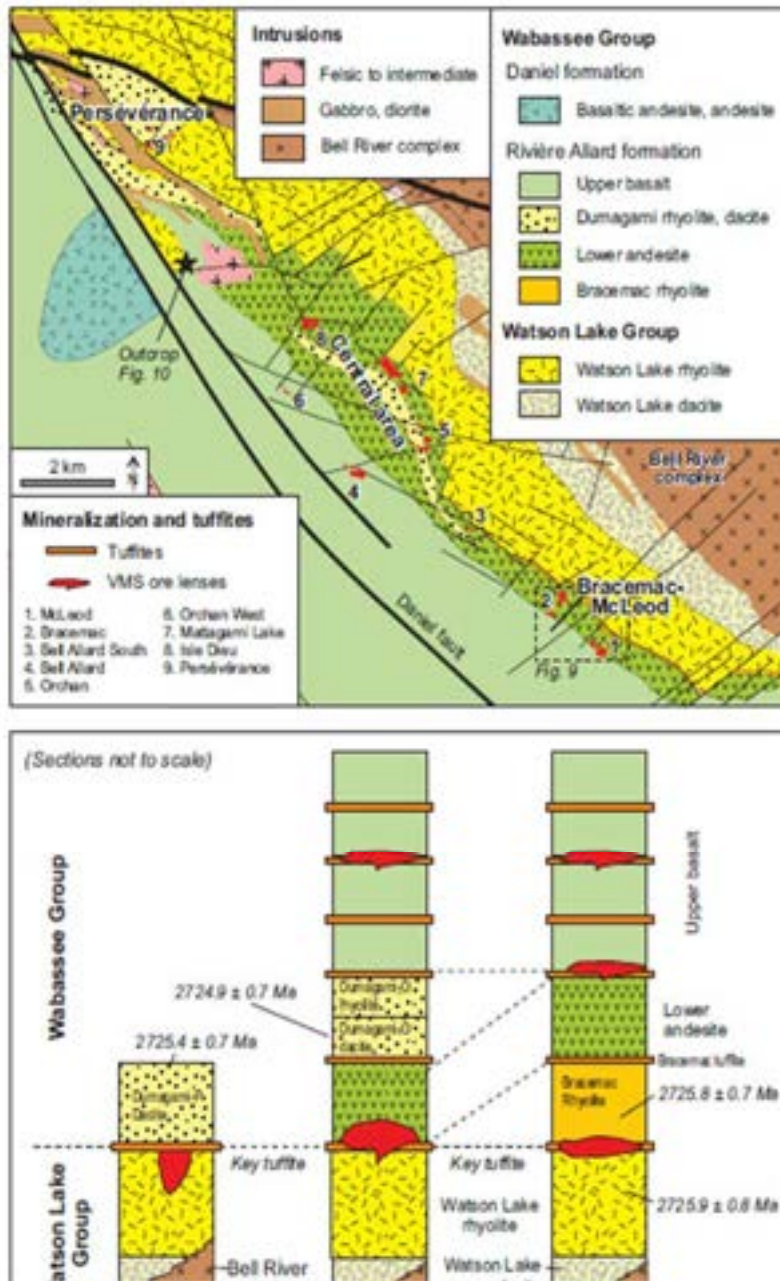 Intrusions
Felsic to intermediate
Gabbro, diorite
Bell River complex
Wabassee Group
Daniel formation
Basaltic andesite, andesite
Rivière Allard formation
Upper basalt
Dumagami rhyolite, dacite
Lower andesite
Bracemac rhyolite
Watson Lake Group
Watson Lake rhyolite
Watson Lake dacite
Persévérance
9
Outcrop
Fig. 10
8
Central area
7
6
5
4
3
Bell River
complex
Bracemac-
McLeod
2
1
Fig. 9
Daniel fault
2 km
N
Mineralization and tuffites
Tuffites
VMS ore lenses
1. McLeod
2. Bracemac
3. Bell Allard South
4. Bell Allard
5. Orchan
6. Orchan West
7. Matagami Lake
8. Isle Dieu
9. Persévérance
(Sections not to scale)
Wabassee Group
Upper basalt
2724.9 ± 0.7 Ma
Dumagami-O
rhyolite
Dumagami-O
dacite
Lower
andesite
2725.4 ± 0.7 Ma
Bracemac tuffite
Bracemac
Rhyolite
2725.8 ± 0.7 Ma
Key tuffite
Key tuffite
Watson Lake
Group
Watson Lake
rhyolite
2725.9 ± 0.8 Ma
Bell River
Watson Lake